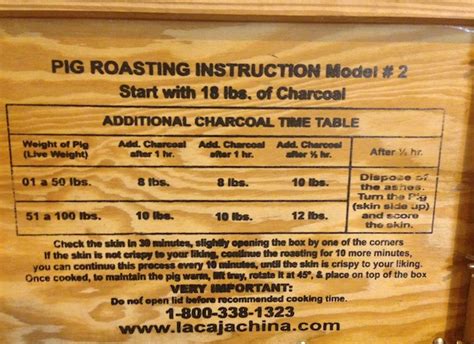 PIG ROASTING INSTRUCTION Model # 2
Start with 18 lbs. of Charcoal
ADDITIONAL CHARCOAL TIME TABLE
Weight of Pig (Live Weight) Add. Charcoal after 1 hr. Add. Charcoal after 1 hr. Add. Charcoal after ½ hr. After ½ hr.
01 a 50 lbs. 8 lbs. 8 lbs. 10 lbs. Dispose of the ashes. Turn the Pig (skin side up) and score the skin.
51 a 100 lbs. 10 lbs. 10 lbs. 12 lbs.
Check the skin in 30 minutes, slightly opening the box by one of the corners
If the skin is not crispy to your liking, continue the roasting for 10 more minutes,
you can continue this process every 10 minutes, until the skin is crispy to your liking.
Once cooked, to maintain the pig warm, lift tray, rotate it at 45°, & place on top of the box
VERY IMPORTANT:
Do not open lid before recommended cooking time.
1-800-338-1323
www.lacajachina.com